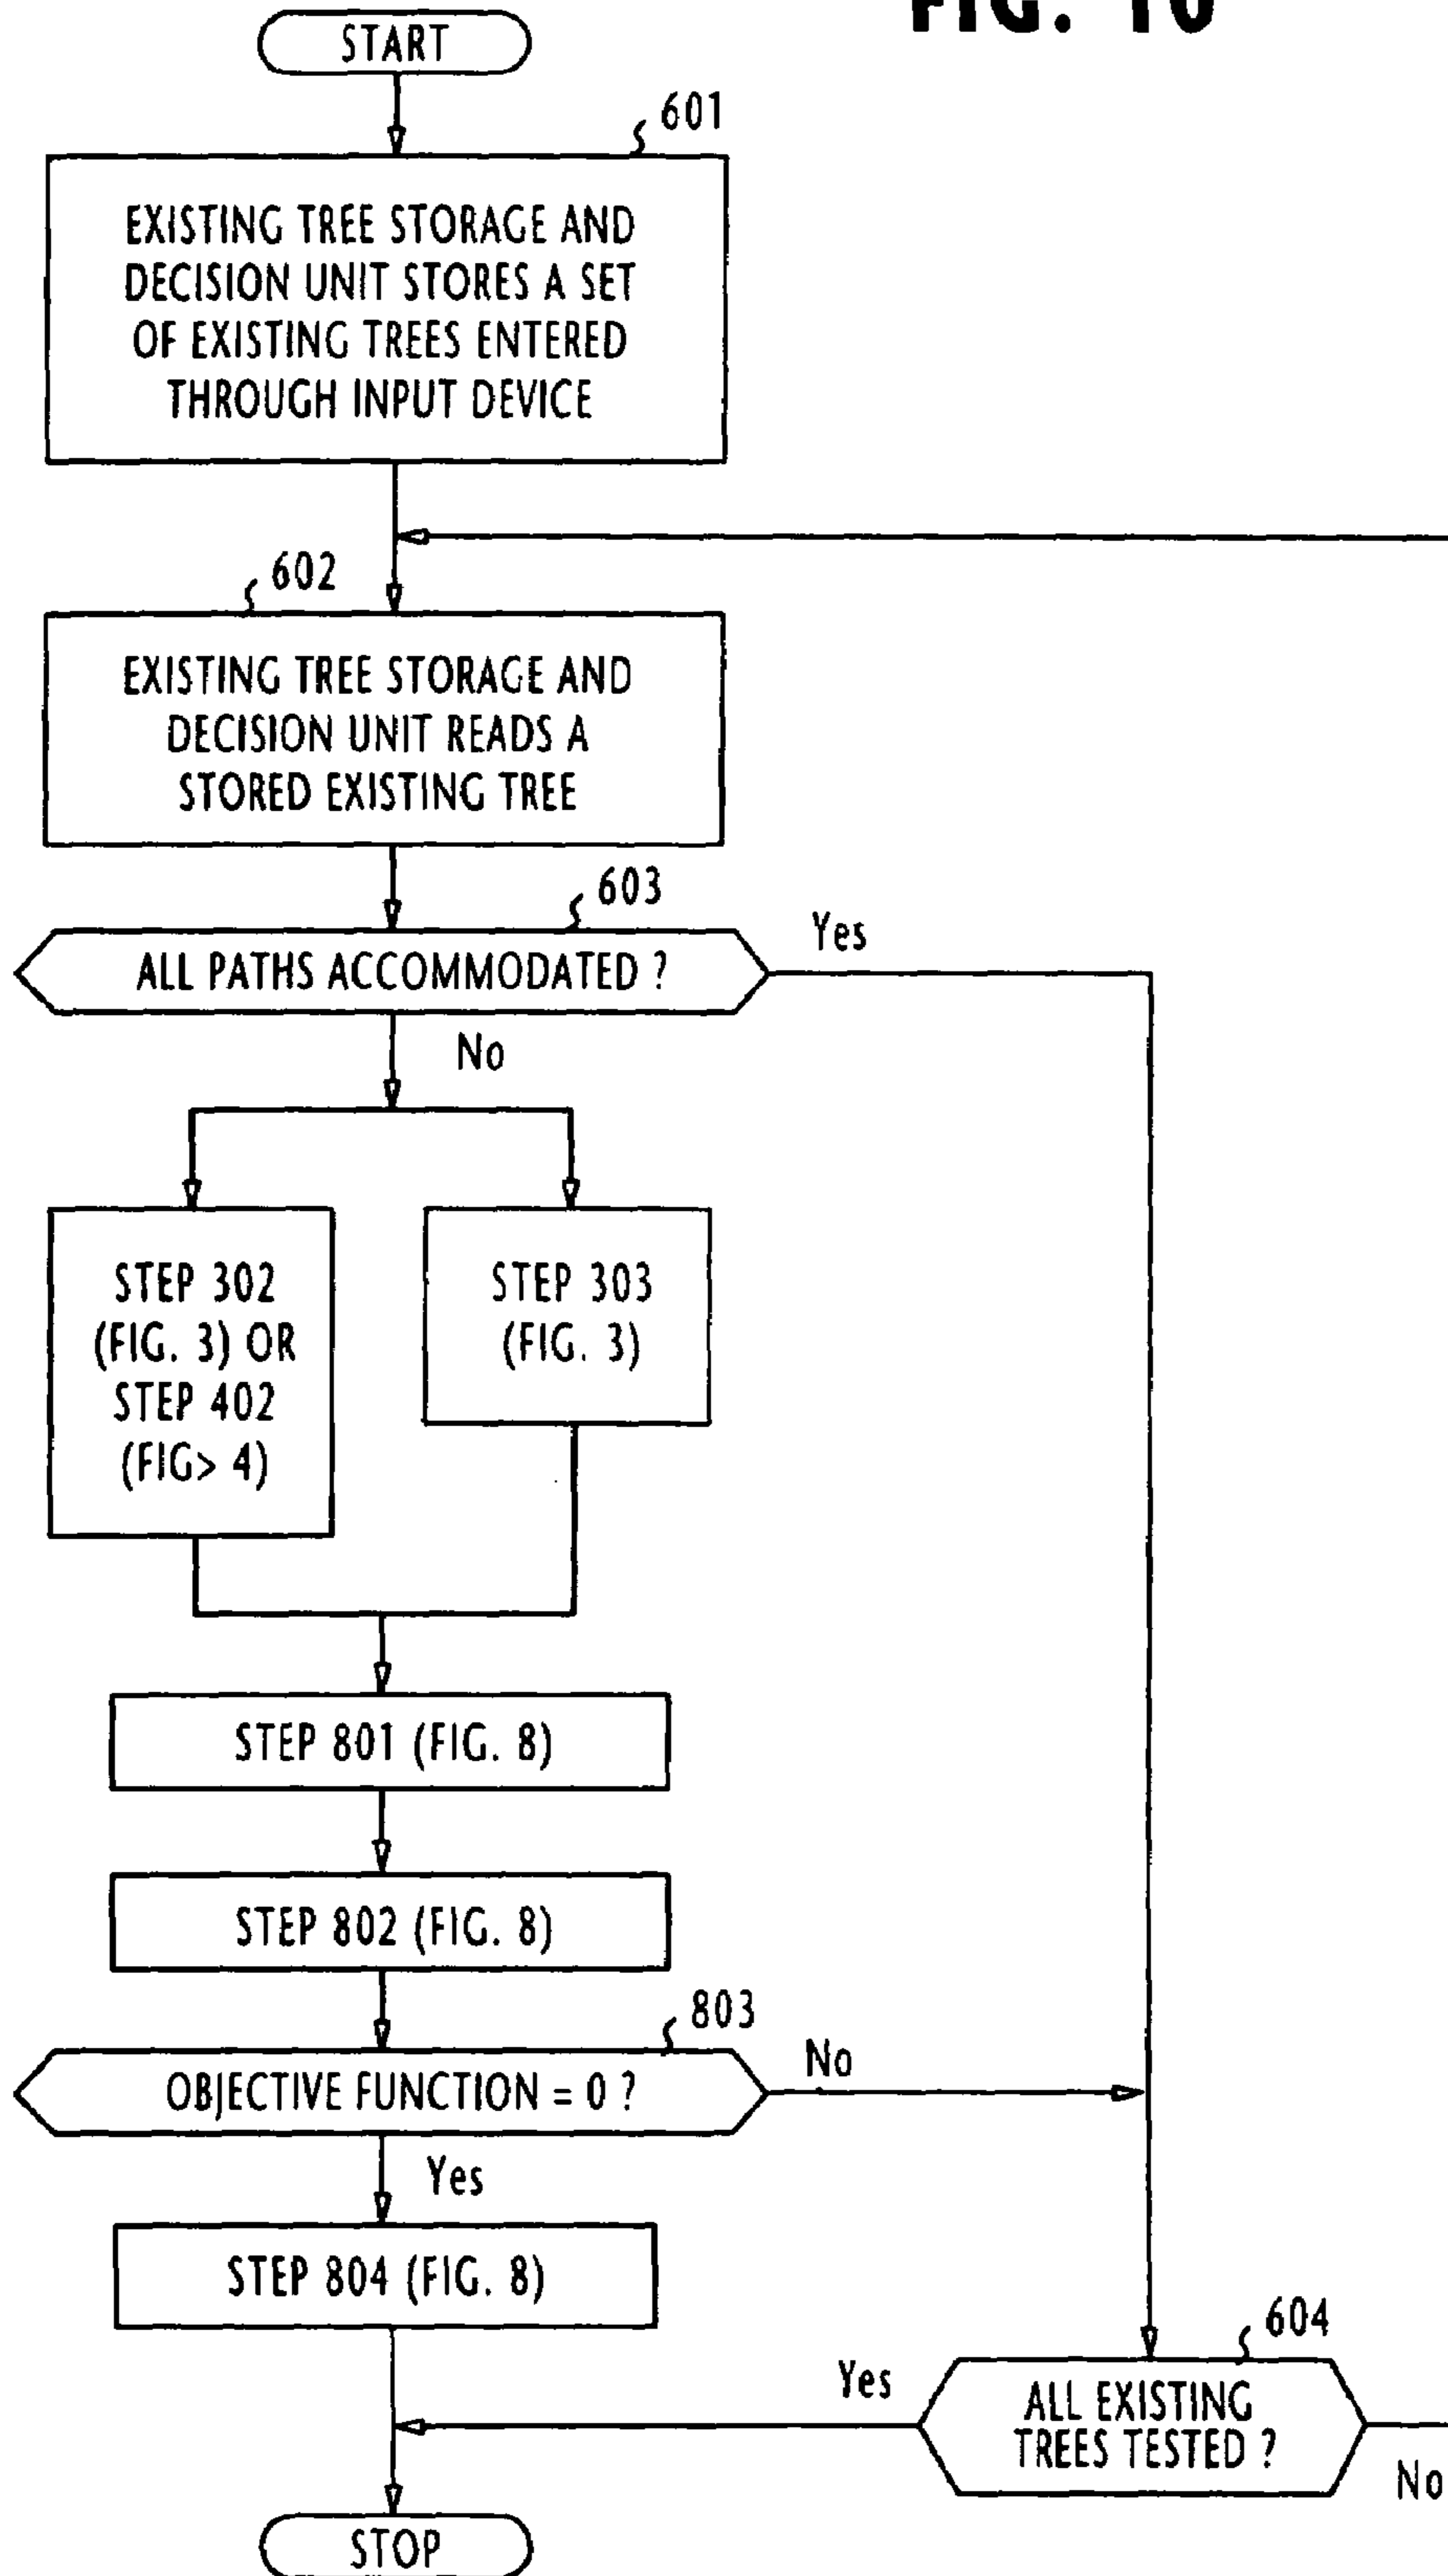 FIG. 10
START
601
EXISTING TREE STORAGE AND
DECISION UNIT STORES A SET
OF EXISTING TREES ENTERED
THROUGH INPUT DEVICE
602
EXISTING TREE STORAGE AND
DECISION UNIT READS A
STORED EXISTING TREE
603
ALL PATHS ACCOMMODATED ?
Yes
No
STEP 302
(FIG. 3) OR
STEP 402
(FIG> 4)
STEP 303
(FIG. 3)
STEP 801 (FIG. 8)
STEP 802 (FIG. 8)
803
OBJECTIVE FUNCTION = 0 ?
No
Yes
STEP 804 (FIG. 8)
604
Yes
ALL EXISTING
TREES TESTED ?
No
STOP